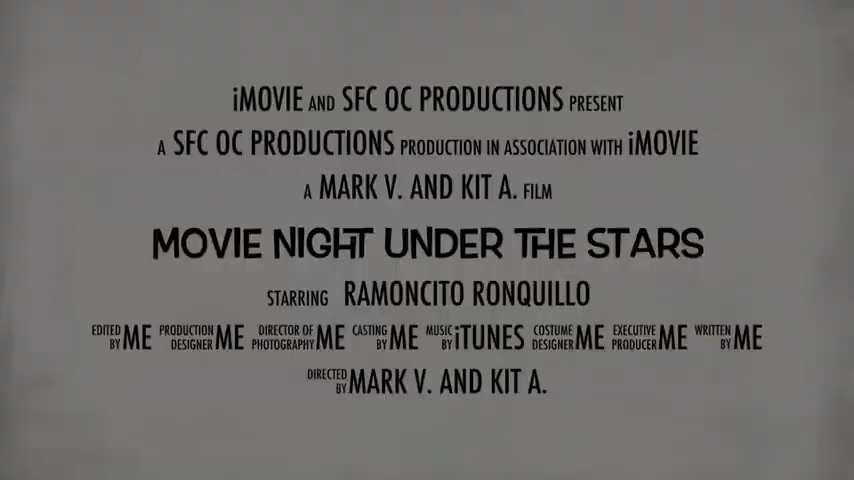 iMOVIE AND SFC OC PRODUCTIONS PRESENT
A SFC OC PRODUCTIONS PRODUCTION IN ASSOCIATION WITH iMOVIE
A MARK V. AND KIT A. FILM
MOVIE NIGHT UNDER THE STARS
STARRING RAMONCITO RONQUILLO
EDITED BY ME PRODUCTION DESIGNER ME DIRECTOR OF PHOTOGRAPHY ME CASTING BY ME MUSIC BY iTUNES COSTUME DESIGNER ME EXECUTIVE PRODUCER ME WRITTEN BY ME
DIRECTED BY MARK V. AND KIT A.